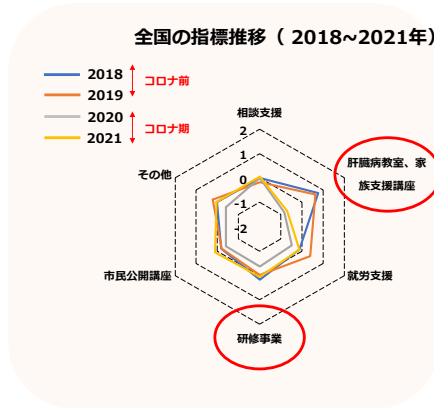 全国の指標推移（ 2018~2021年）
2018
2019
コロナ前
2020
2021
コロナ期
相談支援
肝臓病教室、家
族支援講座
就労支援
研修事業
市民公開講座
その他
2
1
0
-1
-2